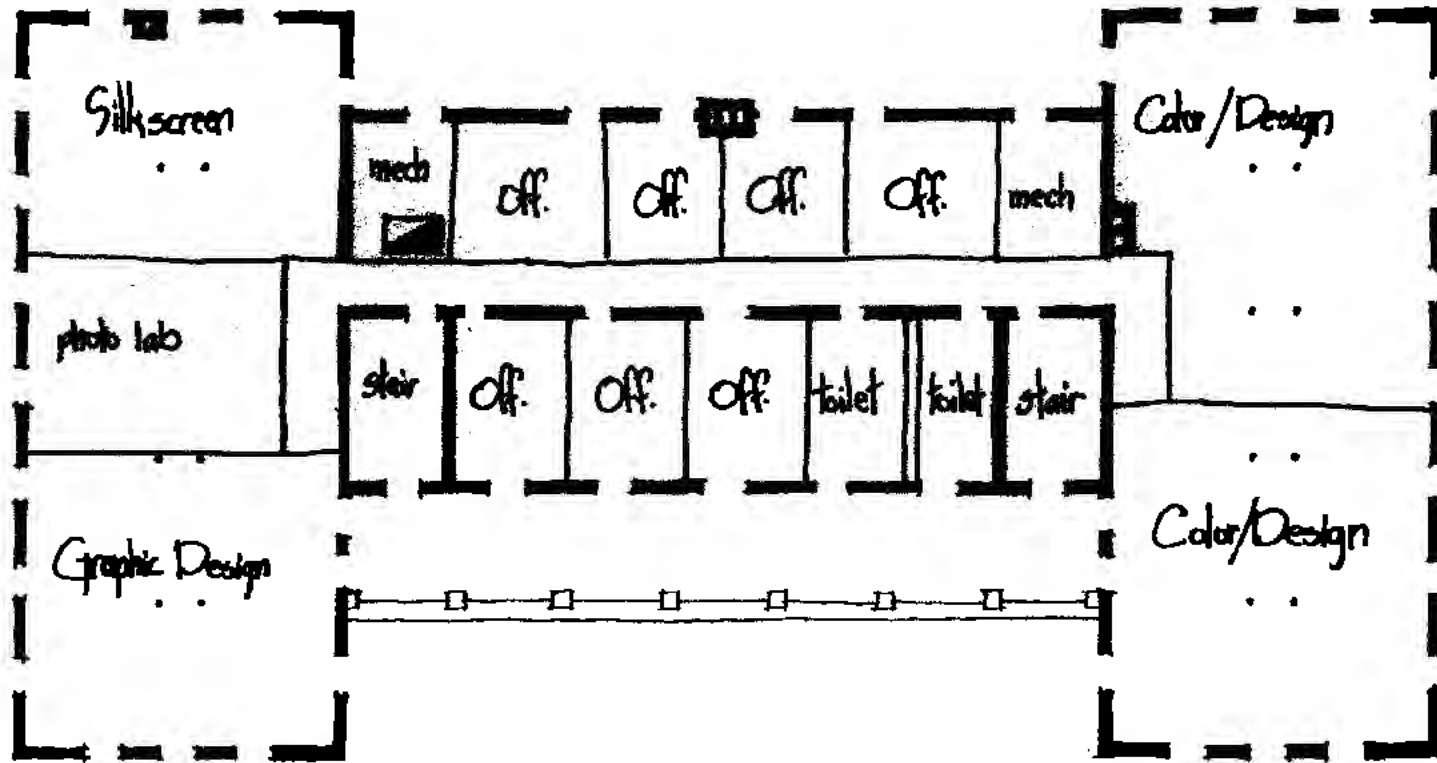 Silkscreen
Color/Design
mech
Off.
Off.
Off.
Off.
mech
photo lab
stair
Off.
Off.
Off.
toilet
toilet
stair
Graphic Design
Color/Design